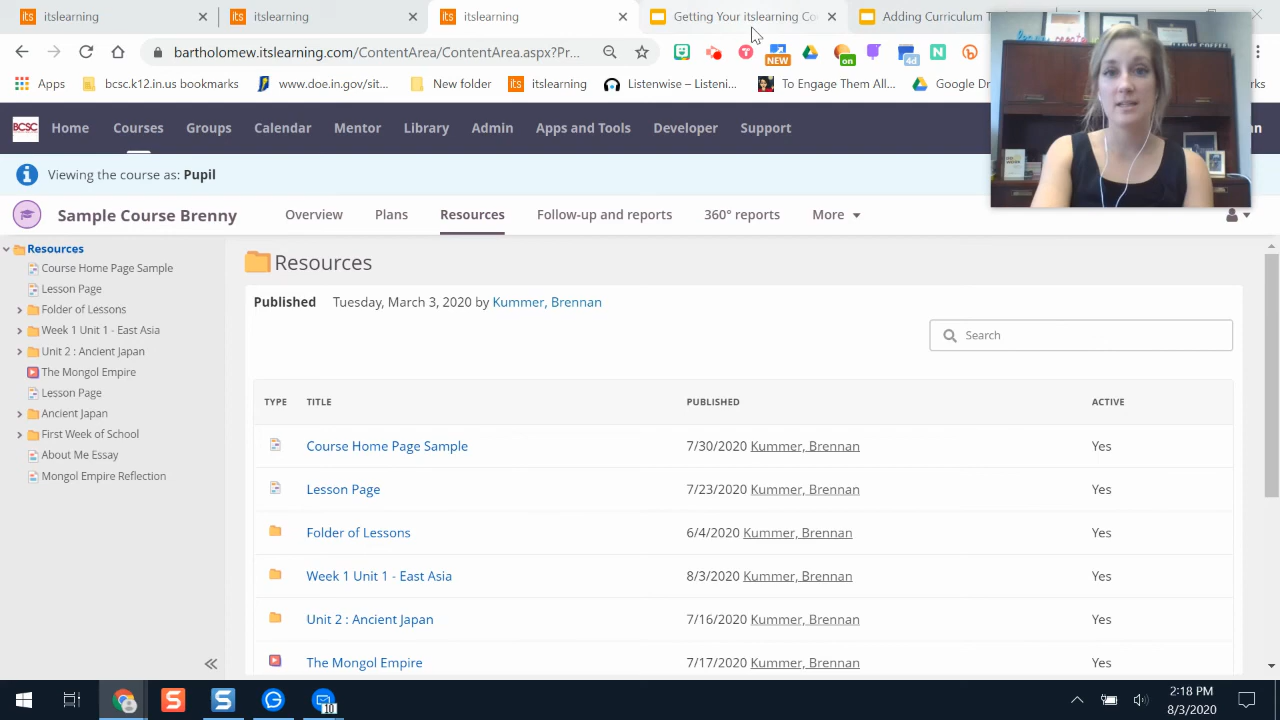 itslearning
itslearning
itslearning
Getting Your itslearning Co
Adding Curriculum T
bartholomew.itslearning.com/ContentArea/ContentArea.aspx?Pr...
NEW
on
4d
Apps
bcsc.k12.in.us bookmarks
www.doe.in.gov/sit...
New folder
itslearning
Listenwise – Listeni...
To Engage Them All...
Google Dr
BCSC
Home
Courses
Groups
Calendar
Mentor
Library
Admin
Apps and Tools
Developer
Support
Viewing the course as: Pupil
Sample Course Brenny
Overview
Plans
Resources
Follow-up and reports
360° reports
More
Resources
Course Home Page Sample
Lesson Page
Folder of Lessons
Week 1 Unit 1 - East Asia
Unit 2 : Ancient Japan
The Mongol Empire
Lesson Page
Ancient Japan
First Week of School
About Me Essay
Mongol Empire Reflection
Resources
Published Tuesday, March 3, 2020 by Kummer, Brennan
Search
TYPE TITLE PUBLISHED ACTIVE
Course Home Page Sample 7/30/2020 Kummer, Brennan Yes
Lesson Page 7/23/2020 Kummer, Brennan Yes
Folder of Lessons 6/4/2020 Kummer, Brennan Yes
Week 1 Unit 1 - East Asia 8/3/2020 Kummer, Brennan Yes
Unit 2 : Ancient Japan 7/16/2020 Kummer, Brennan Yes
The Mongol Empire 7/17/2020 Kummer, Brennan Yes
10
2:18 PM
8/3/2020